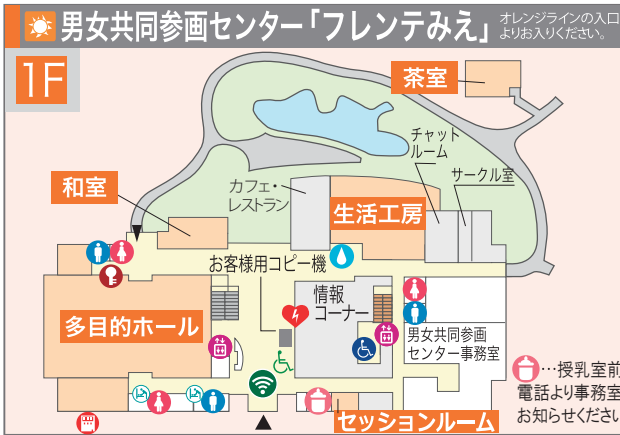 男女共同参画センター「フレンテみえ」
オレンジラインの入口
よりお入りください。
1F
茶室
チャット
ルーム
サークル室
和室
カフェ・
レストラン
生活工房
お客様用コピー機
情報
コーナー
多目的ホール
男女共同参画
センター事務室
…授乳室前
電話より事務室
お知らせくださ
セッションルーム